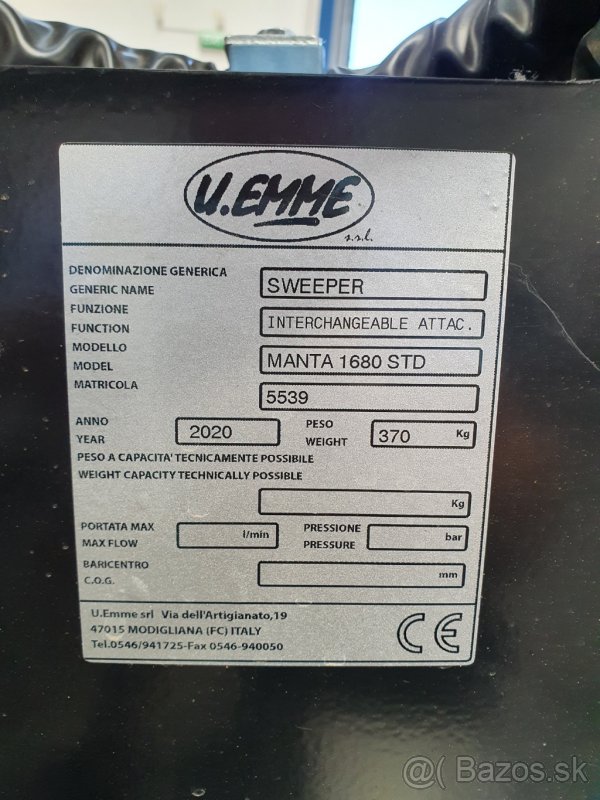 U.EMME
s.r.l.
DENOMINAZIONE GENERICA
GENERIC NAME
SWEEPER
FUNZIONE
FUNCTION
INTERCHANGEABLE ATTAC.
MODELLO
MODEL
MANTA 1680 STD
MATRICOLA
5539
ANNO
YEAR
2020
PESO
WEIGHT
370 Kg
PESO A CAPACITA' TECNICAMENTE POSSIBILE
WEIGHT CAPACITY TECHNICALLY POSSIBLE
Kg
PORTATA MAX
MAX FLOW
l/min
PRESSIONE
PRESSURE
bar
BARICENTRO
C.O.G.
mm
U.Emme srl Via dell'Artigianato,19
47015 MODIGLIANA (FC) ITALY
Tel.0546/941725-Fax 0546-940050
CE
Bazos.sk